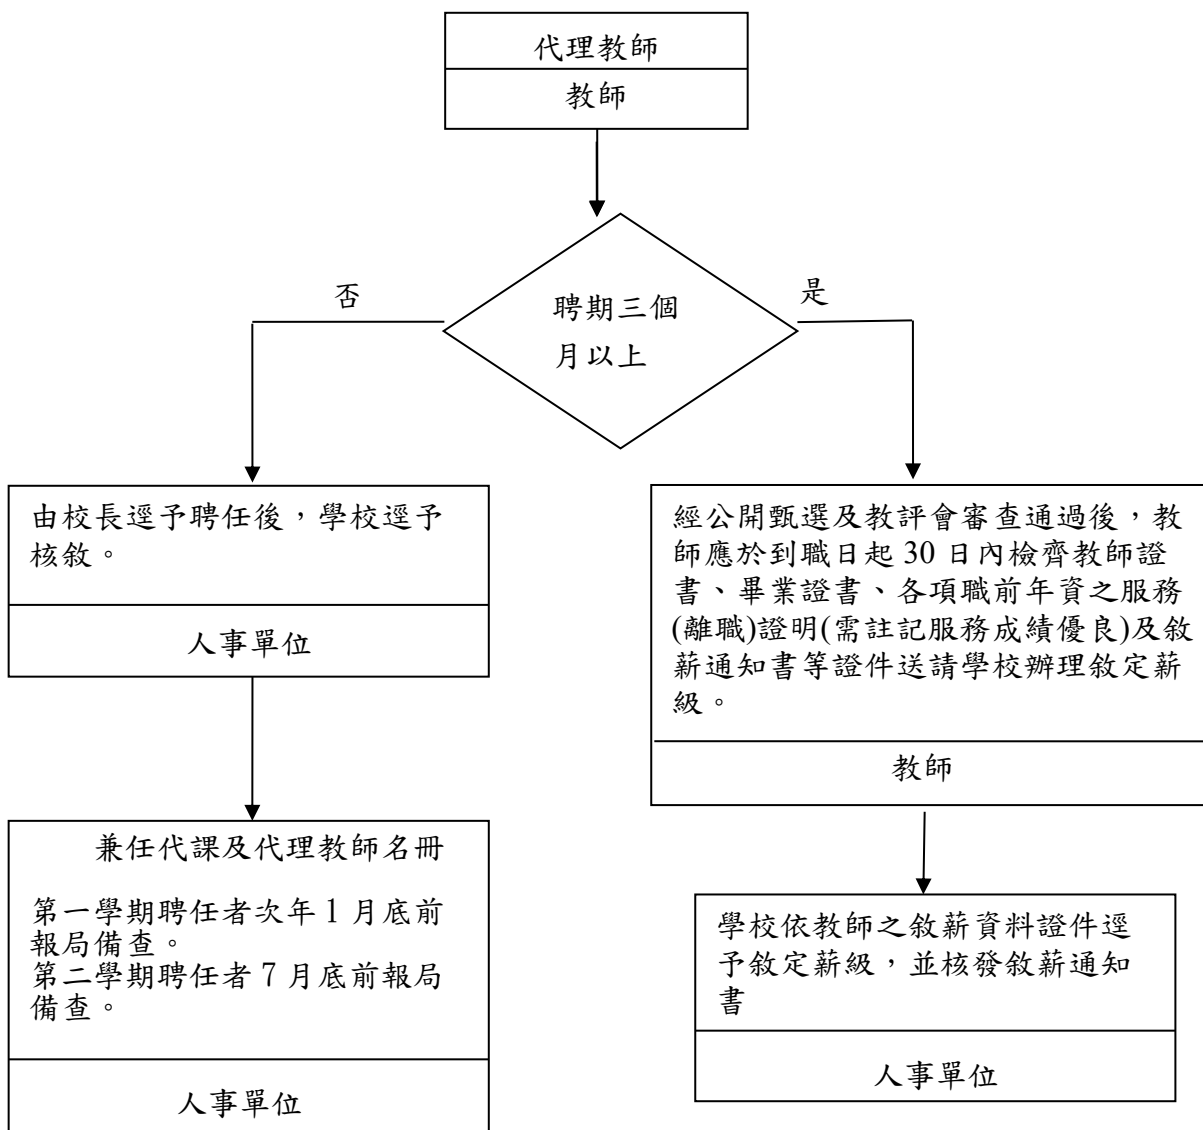 代理教師
教師
否
是
聘期三個
月以上
由校長逕予聘任後，學校逕予
核敘。
人事單位
經公開甄選及教評會審查通過後，教
師應於到職日起 30 日內檢齊教師證
書、畢業證書、各項職前年資之服務
(離職)證明(需註記服務成績優良)及敘
薪通知書等證件送請學校辦理敘定薪
級。
教師
兼任代課及代理教師名冊
第一學期聘任者次年 1 月底前
報局備查。
第二學期聘任者 7 月底前報局
備查。
人事單位
學校依教師之敘薪資料證件逕
予敘定薪級，並核發敘薪通知
書
人事單位